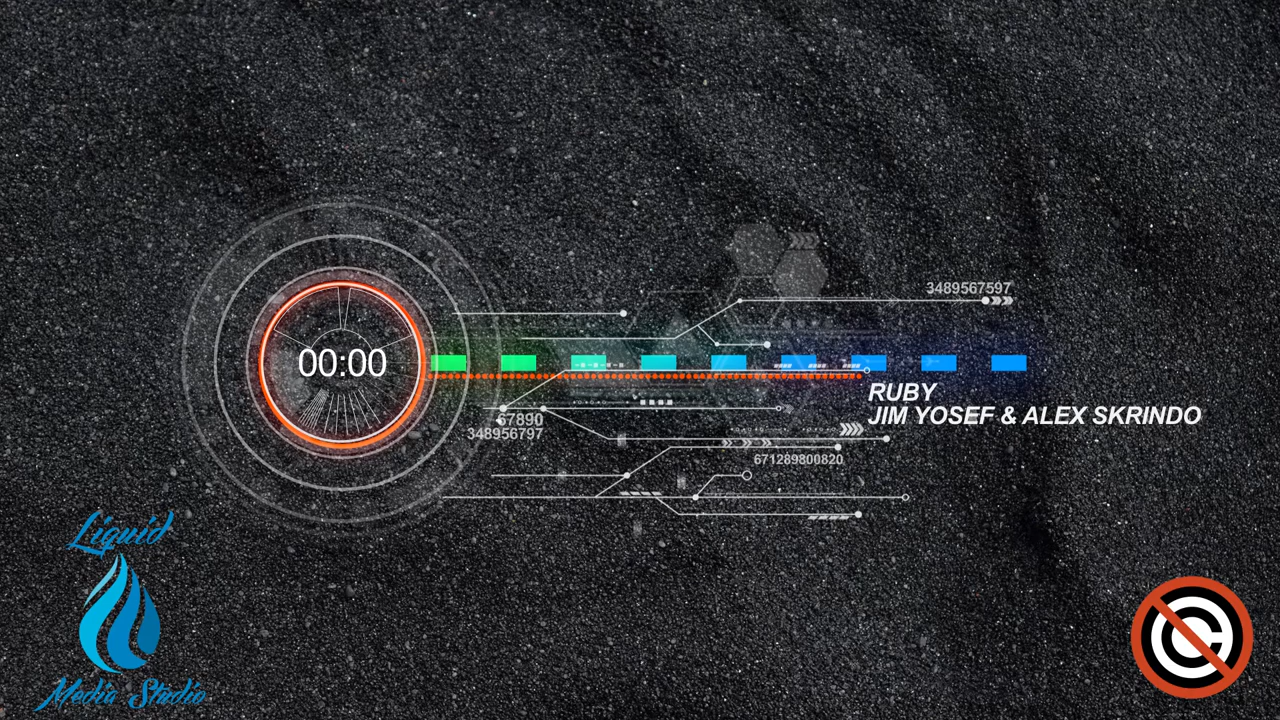 3489567597
00:00
RUBY
JIM YOSEF & ALEX SKRINDO
67890
348956797
671289800820
Liquid
Media Studio